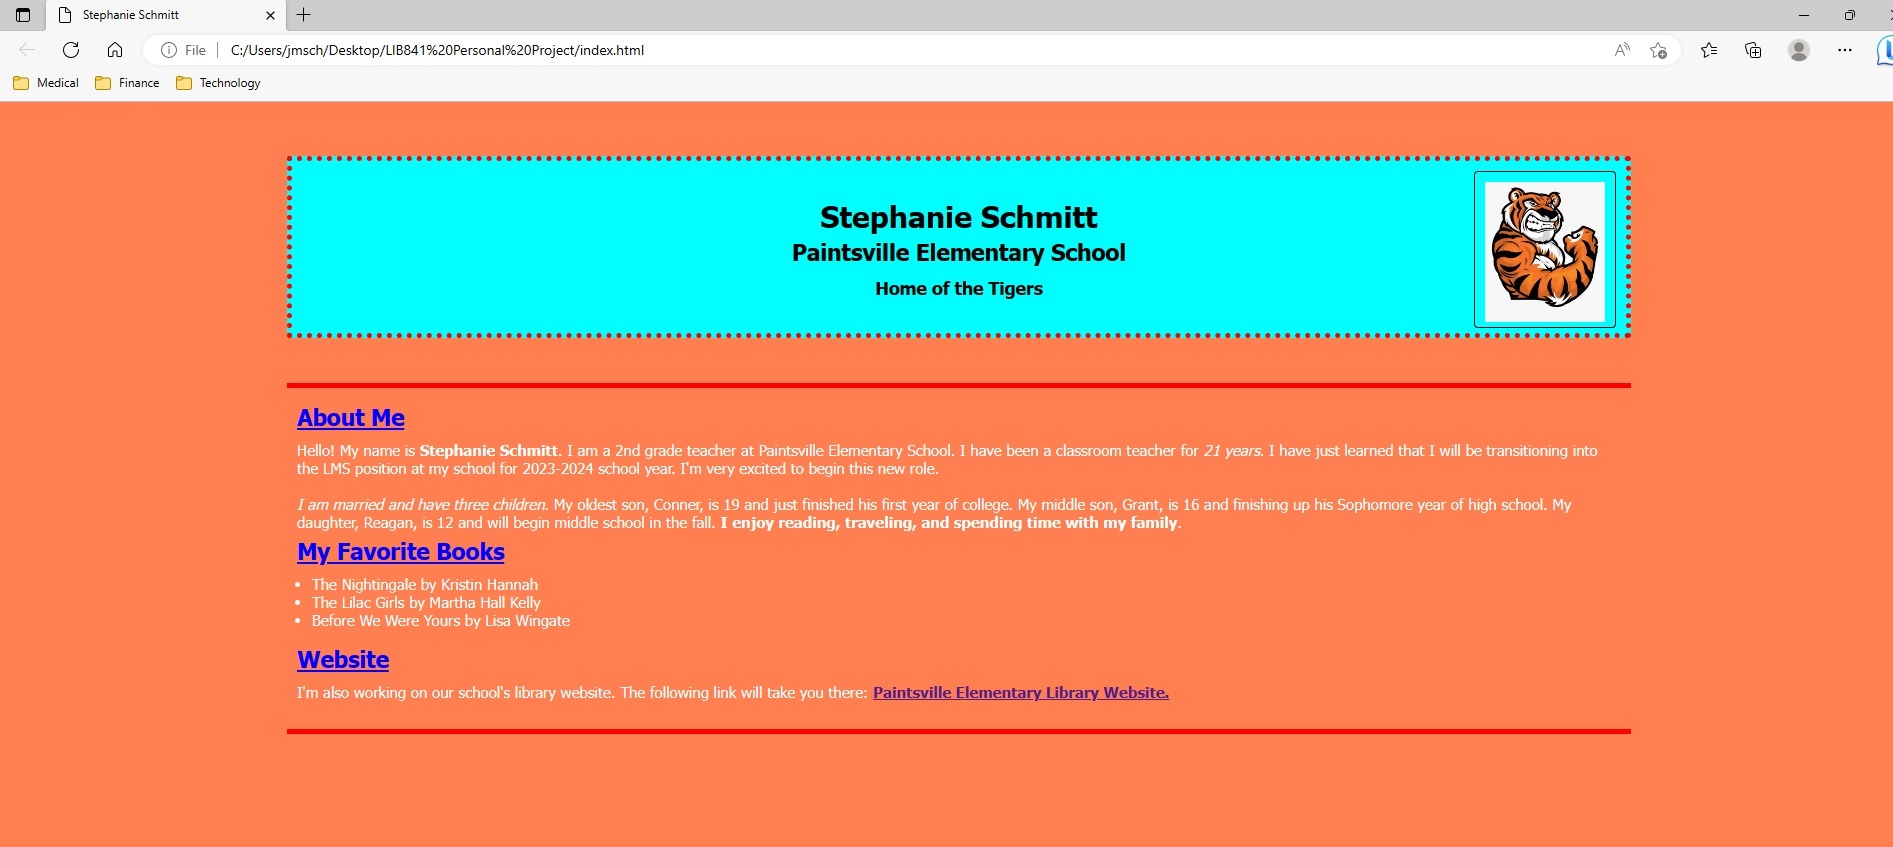 Stephanie Schmitt
File
C:/Users/jmsch/Desktop/LIB841%20Personal%20Project/index.html
Medical Finance Technology
Stephanie Schmitt
Paintsville Elementary School
Home of the Tigers
About Me
Hello! My name is Stephanie Schmitt. I am a 2nd grade teacher at Paintsville Elementary School. I have been a classroom teacher for 21 years. I have just learned that I will be transitioning into
the LMS position at my school for 2023-2024 school year. I'm very excited to begin this new role.
I am married and have three children. My oldest son, Conner, is 19 and just finished his first year of college. My middle son, Grant, is 16 and finishing up his Sophomore year of high school. My
daughter, Reagan, is 12 and will begin middle school in the fall. I enjoy reading, traveling, and spending time with my family.
My Favorite Books
• The Nightingale by Kristin Hannah
• The Lilac Girls by Martha Hall Kelly
• Before We Were Yours by Lisa Wingate
Website
I'm also working on our school's library website. The following link will take you there: Paintsville Elementary Library Website.